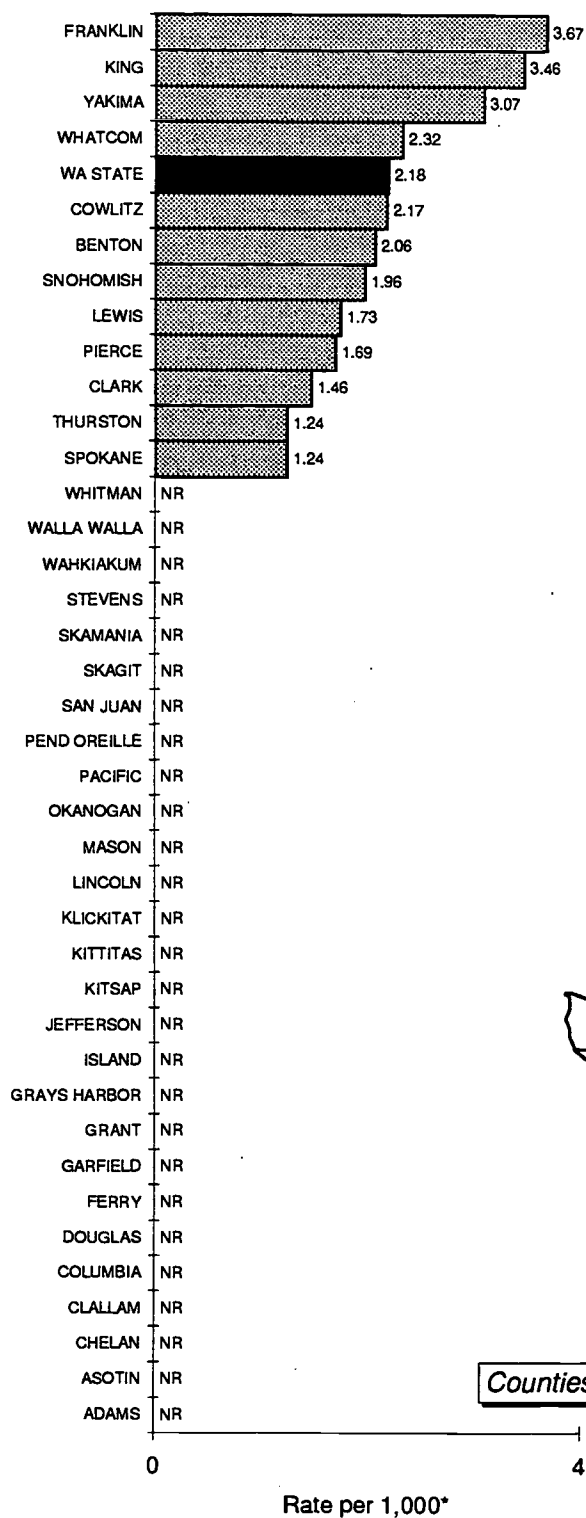 FRANKLIN 3.67
KING 3.46
YAKIMA 3.07
WHATCOM 2.32
WA STATE 2.18
COWLITZ 2.17
BENTON 2.06
SNOHOMISH 1.96
LEWIS 1.73
PIERCE 1.69
CLARK 1.46
THURSTON 1.24
SPOKANE 1.24
WHITMAN NR
WALLA WALLA NR
WAHKIAKUM NR
STEVENS NR
SKAMANIA NR
SKAGIT NR
SAN JUAN NR
PEND OREILLE NR
PACIFIC NR
OKANOGAN NR
MASON NR
LINCOLN NR
KLICKITAT NR
KITTITAS NR
KITSAP NR
JEFFERSON NR
ISLAND NR
GRAYS HARBOR NR
GRANT NR
GARFIELD NR
FERRY NR
DOUGLAS NR
COLUMBIA NR
CLALLAM NR
CHELAN NR
ASOTIN NR
Counties
ADAMS NR
0 4
Rate per 1,000*